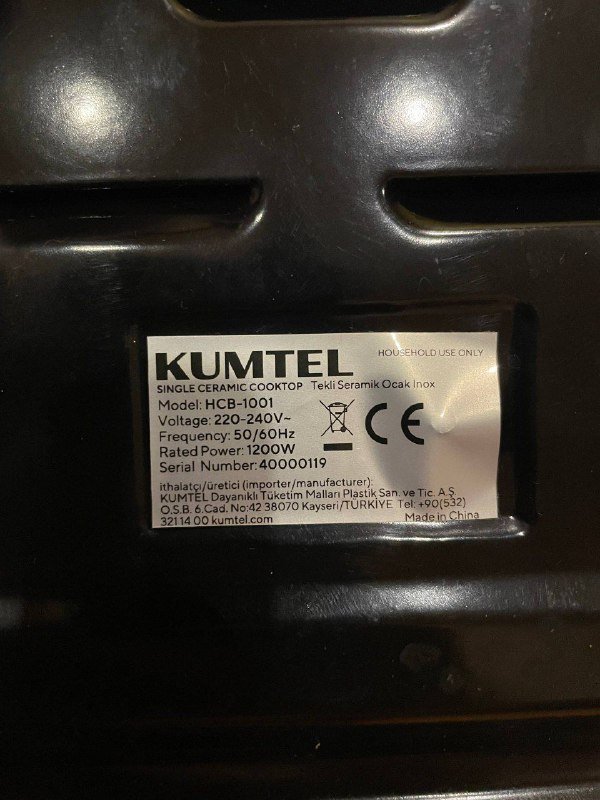 KUMTEL
HOUSEHOLD USE ONLY
SINGLE CERAMIC COOKTOP Tekli Seramik Ocak Inox
Model: HCB-1001
Voltage: 220-240V~
Frequency: 50/60Hz
Rated Power: 1200W
Serial Number: 40000119
CE
ithalatçı/üretici (importer/manufacturer):
KUMTEL Dayanıklı Tüketim Malları Plastik San. ve Tic. A.Ş
O.S.B. 6.Cad. No:42 38070 Kayseri/TÜRKİYE Tel: +90(532)
321 14 00 kumtel.com
Made in China